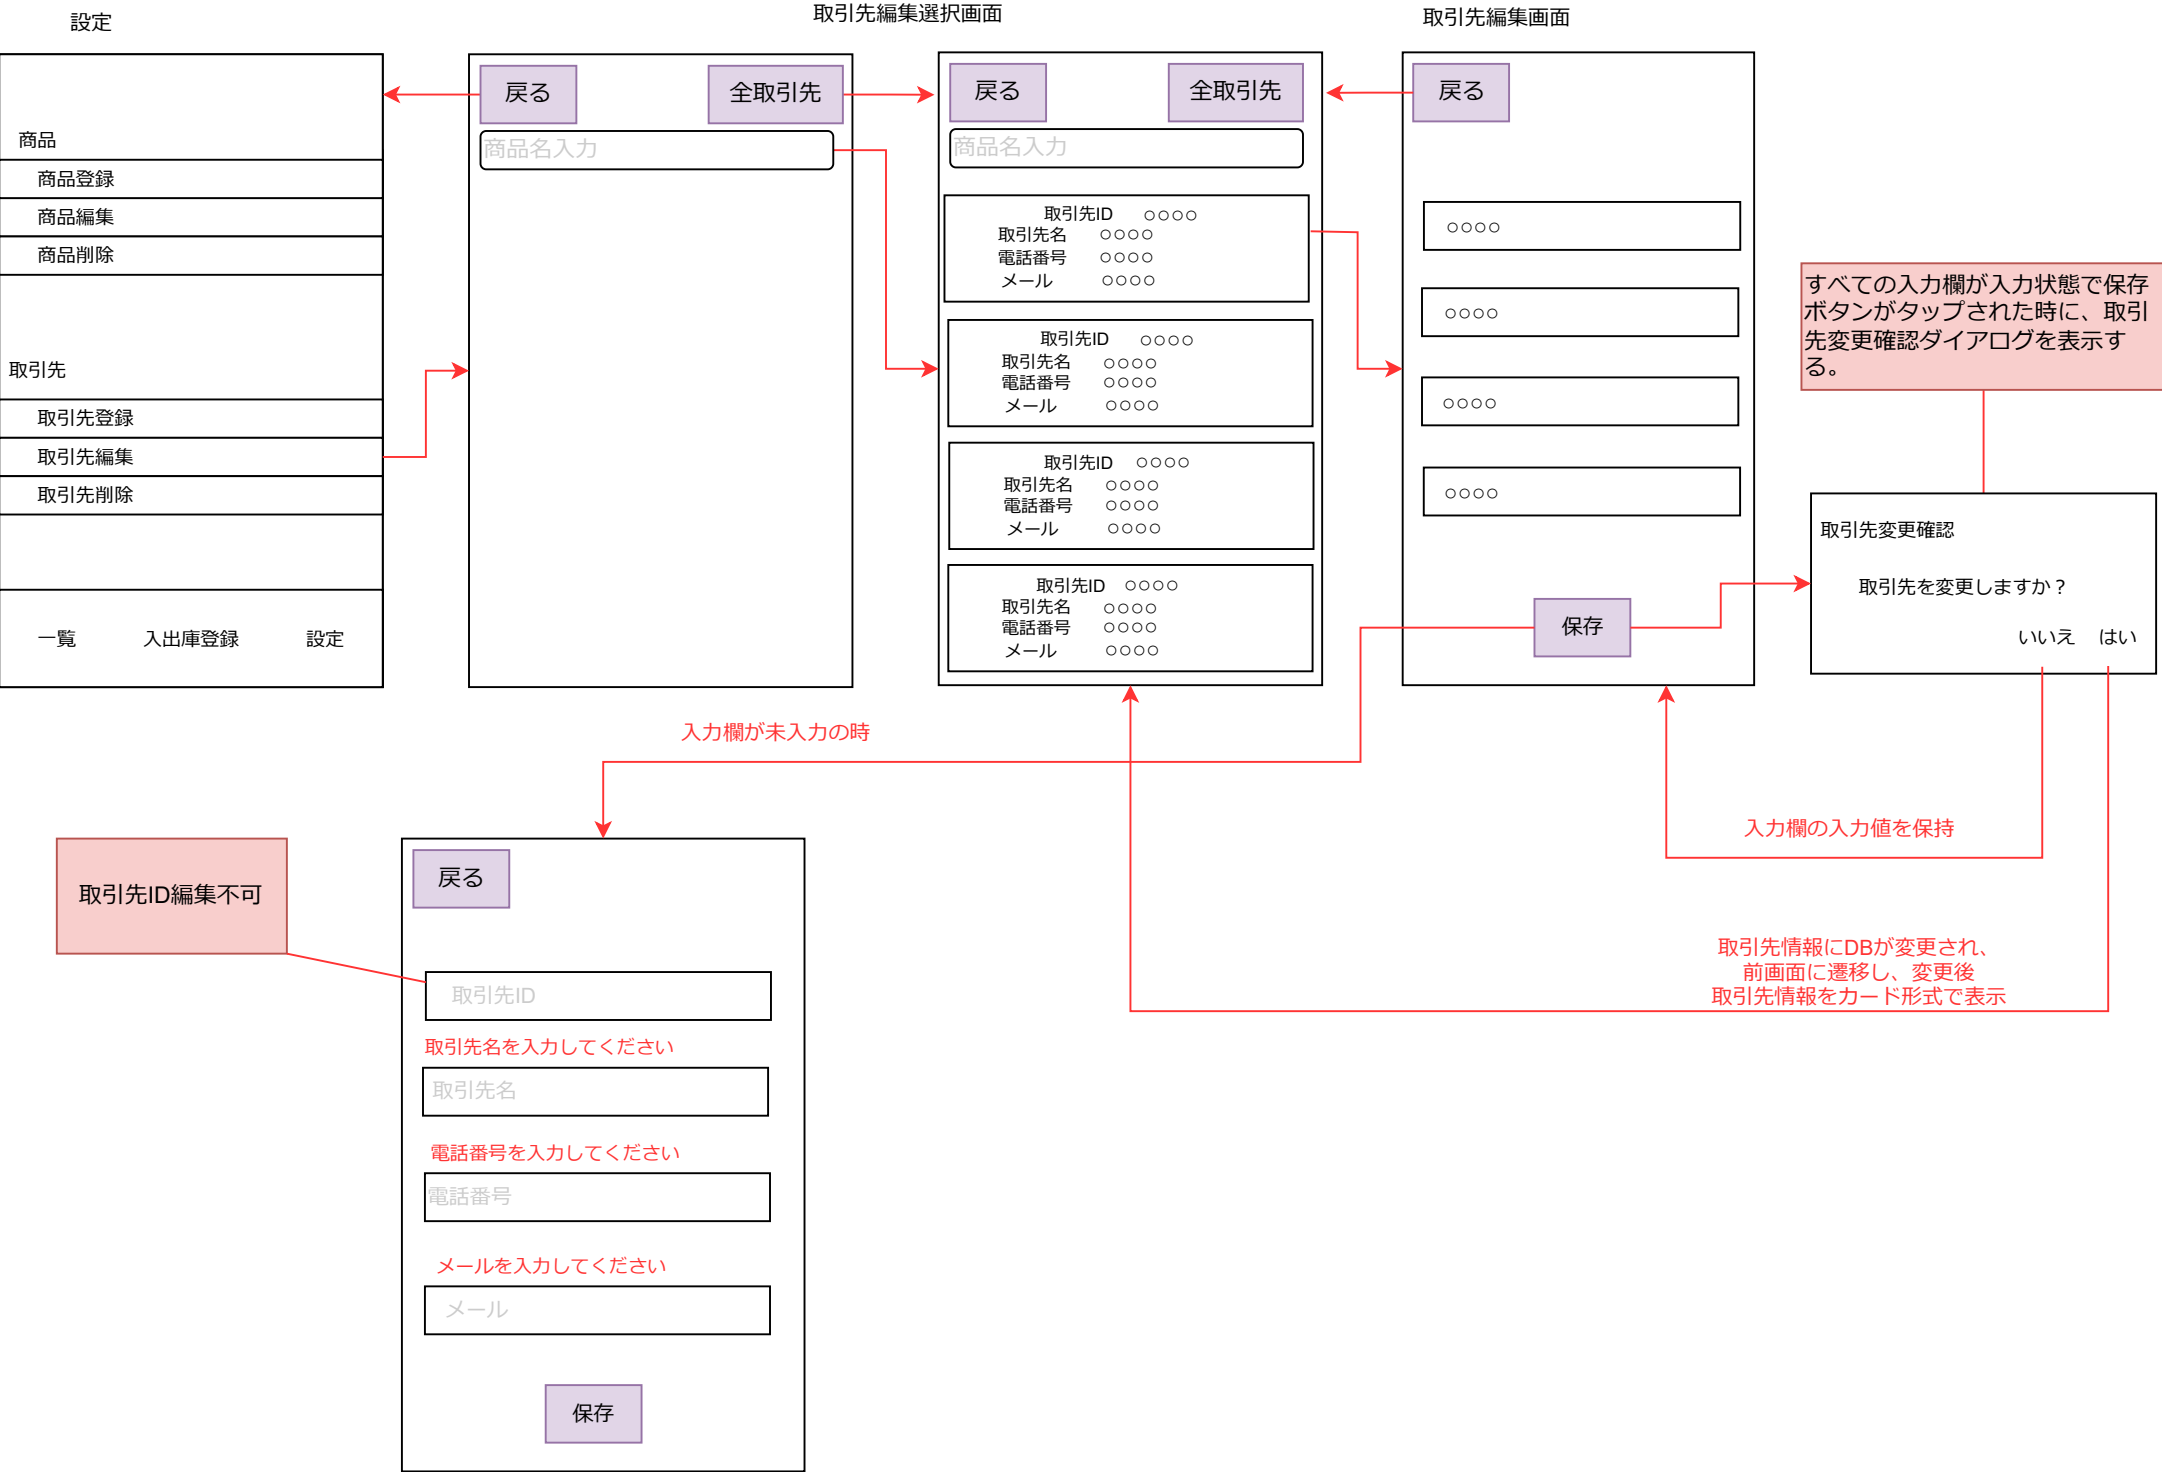 設定
取引先編集選択画面
取引先編集画面
商品
商品登録
商品編集
商品削除
取引先
取引先登録
取引先編集
取引先削除
一覧
入出庫登録
設定
戻る
全取引先
商品名入力
戻る
全取引先
商品名入力
取引先ID ○○○○
取引先名 ○○○○
電話番号 ○○○○
メール ○○○○
取引先ID ○○○○
取引先名 ○○○○
電話番号 ○○○○
メール ○○○○
取引先ID ○○○○
取引先名 ○○○○
電話番号 ○○○○
メール ○○○○
取引先ID ○○○○
取引先名 ○○○○
電話番号 ○○○○
メール ○○○○
戻る
○○○○
○○○○
○○○○
○○○○
保存
すべての入力欄が入力状態で保存
ボタンがタップされた時に、取引
先変更確認ダイアログを表示す
る。
取引先変更確認
取引先を変更しますか？
いいえ
はい
入力欄が未入力の時
入力欄の入力値を保持
取引先情報にDBが変更され、
前画面に遷移し、変更後
取引先情報をカード形式で表示
取引先ID編集不可
戻る
取引先ID
取引先名を入力してください
取引先名
電話番号を入力してください
電話番号
メールを入力してください
メール
保存